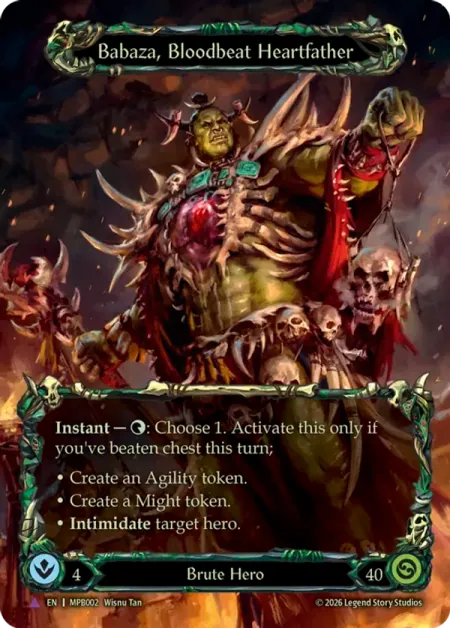 Babaza, Bloodbeat Heartfather
Instant — : Choose 1. Activate this only if
you've beaten chest this turn;
• Create an Agility token.
• Create a Might token.
• Intimidate target hero.
4
Brute Hero
40
EN | MPB002 Wisnu Tan
© 2026 Legend Story Studios